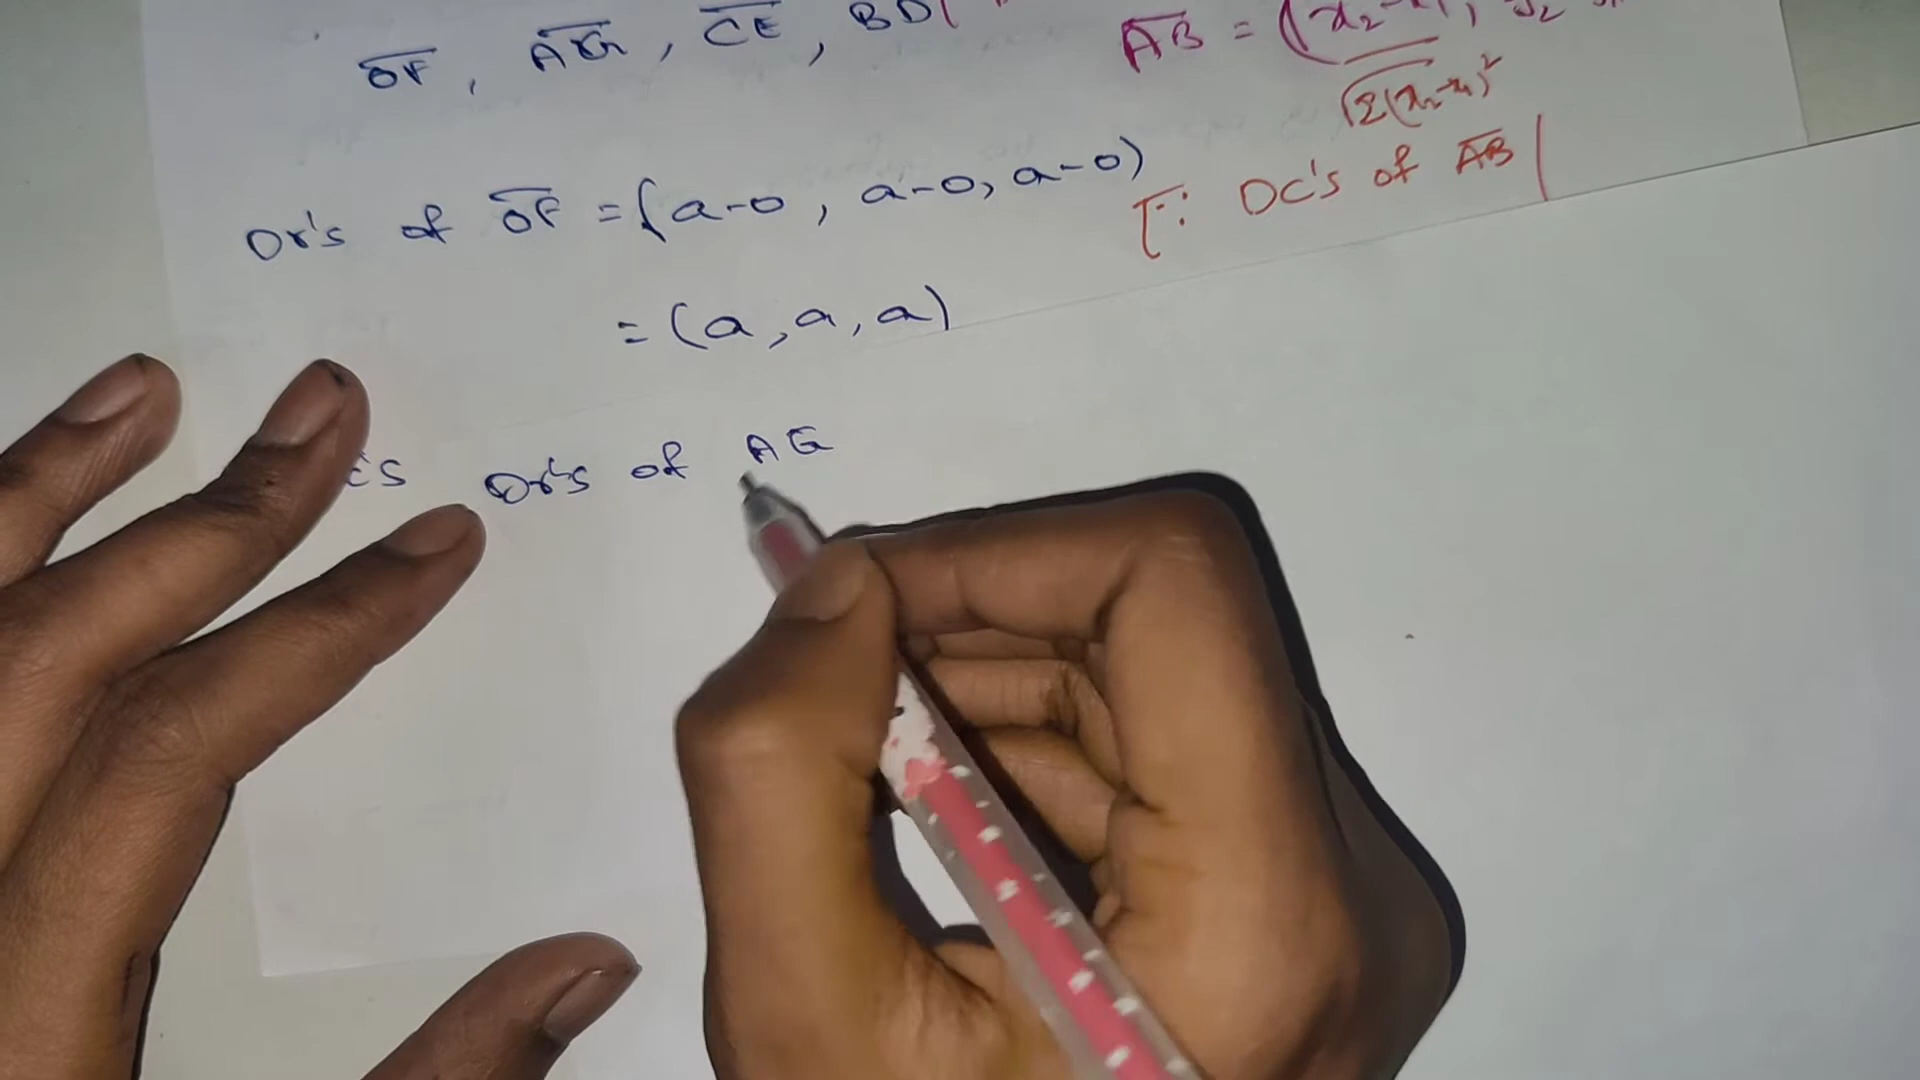 OF, AG, CE, BD
AB = (x₂-x₁, y₂
√Σ(x₂-x₁)²
Dr's of OF = (a-0, a-0, a-0)
[∵ DC's of AB
= (a, a, a)
Dr's of AG